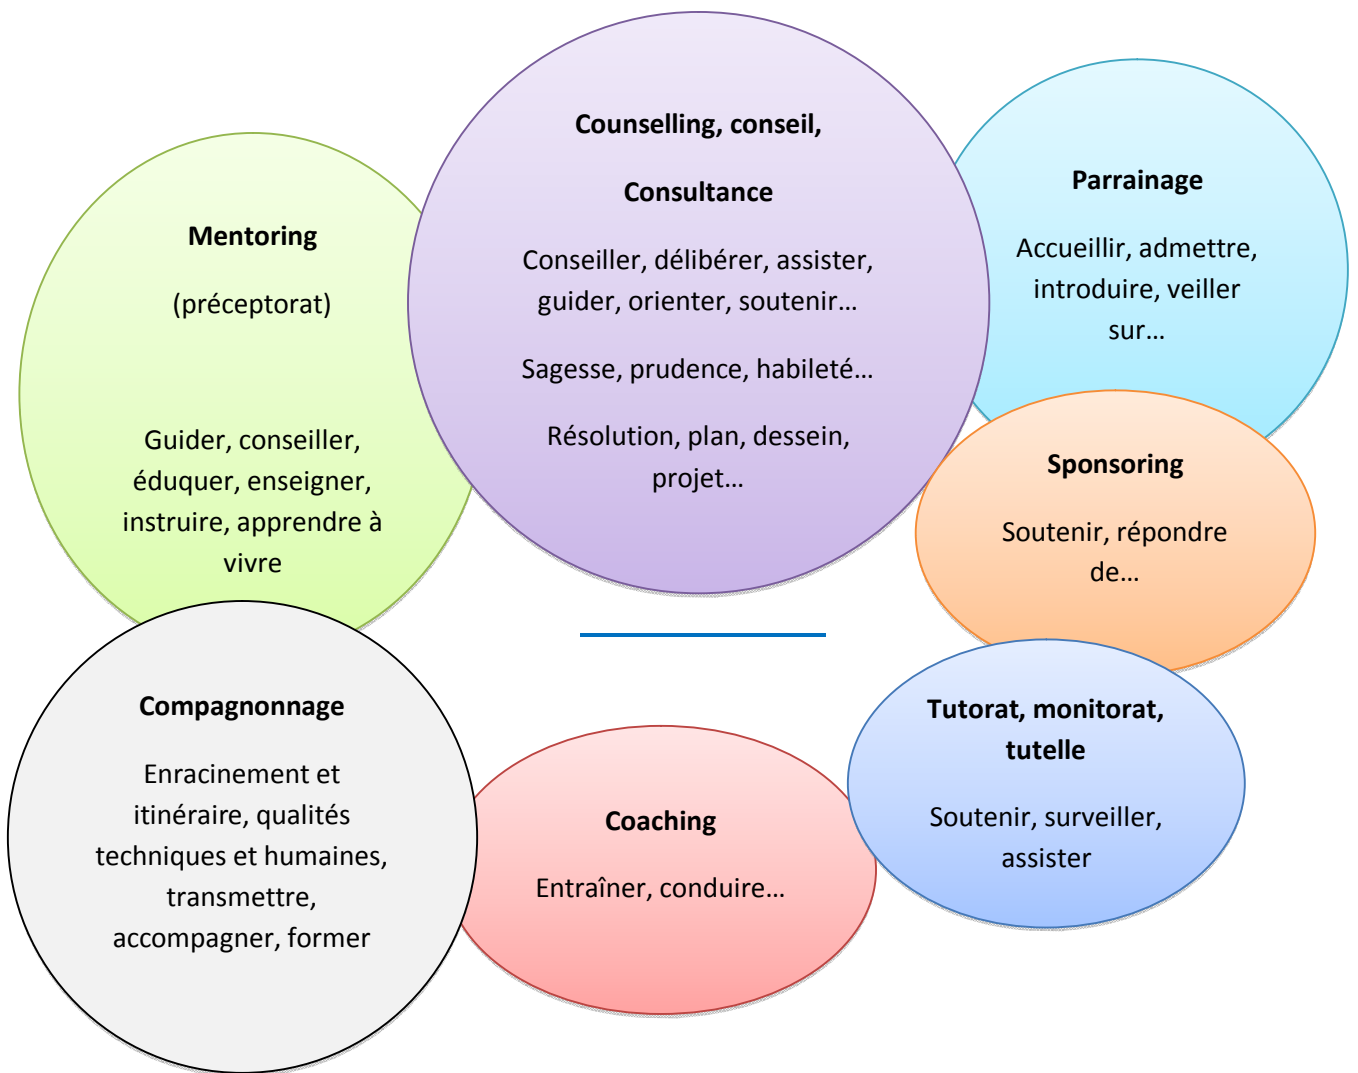 Counselling, conseil,
Consultance
Conseiller, délibérer, assister,
guider, orienter, soutenir…
Sagesse, prudence, habileté…
Résolution, plan, dessein,
projet…
Parrainage
Accueillir, admettre,
introduire, veiller
sur…
Mentoring
(préceptorat)
Guider, conseiller,
éduquer, enseigner,
instruire, apprendre à
vivre
Sponsoring
Soutenir, répondre
de…
Compagnonnage
Enracinement et
itinéraire, qualités
techniques et humaines,
transmettre,
accompagner, former
Coaching
Entraîner, conduire…
Tutorat, monitorat,
tutelle
Soutenir, surveiller,
assister